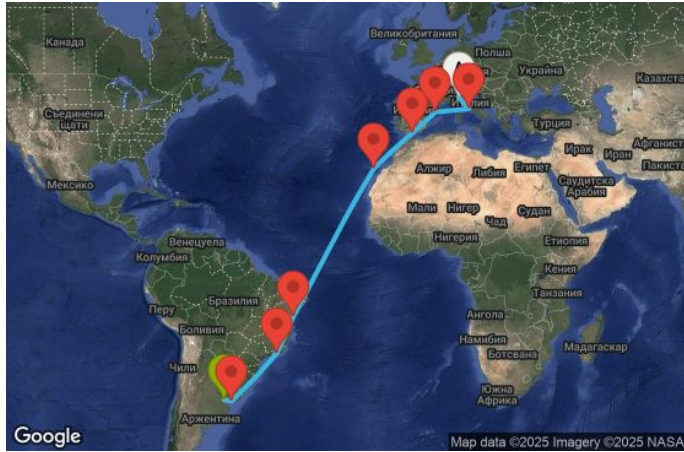 Великобритания
Канада
Полша
Украйна
Казахста
Италия
Съединени
щати
Турция
Афганист
Ирак
Иран
Пакиста
Алжир
Либия
Египет
Саудитска
Арабия
Мексико
Мали
Нигер
Чад
Судан
Венецуела
Нигерия
Етиопия
Колумбия
Кения
Бразилия
Танзания
Перу
Ангола
Боливия
Намибия
Ботсвана
Мадагаскар
Чили
Южна
Африка
Аржентина
Google
Map data ©2025 Imagery ©2025 NASA